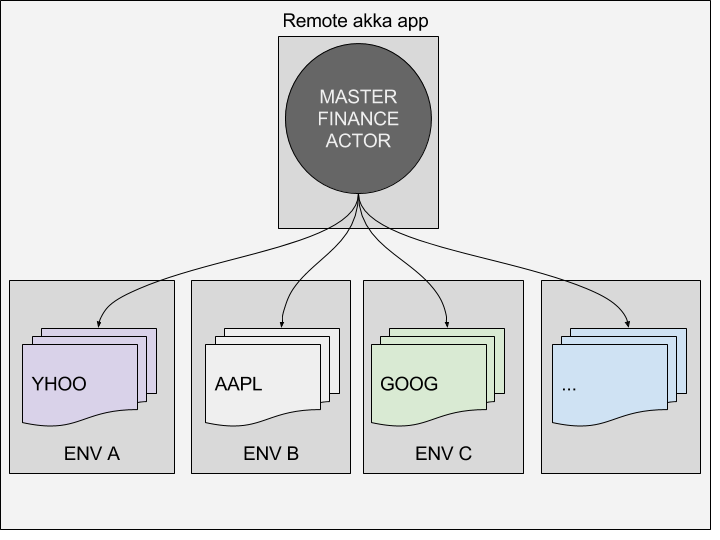 Remote akka app
MASTER
FINANCE
ACTOR
YHOO
AAPL
GOOG
...
ENV A
ENV B
ENV C